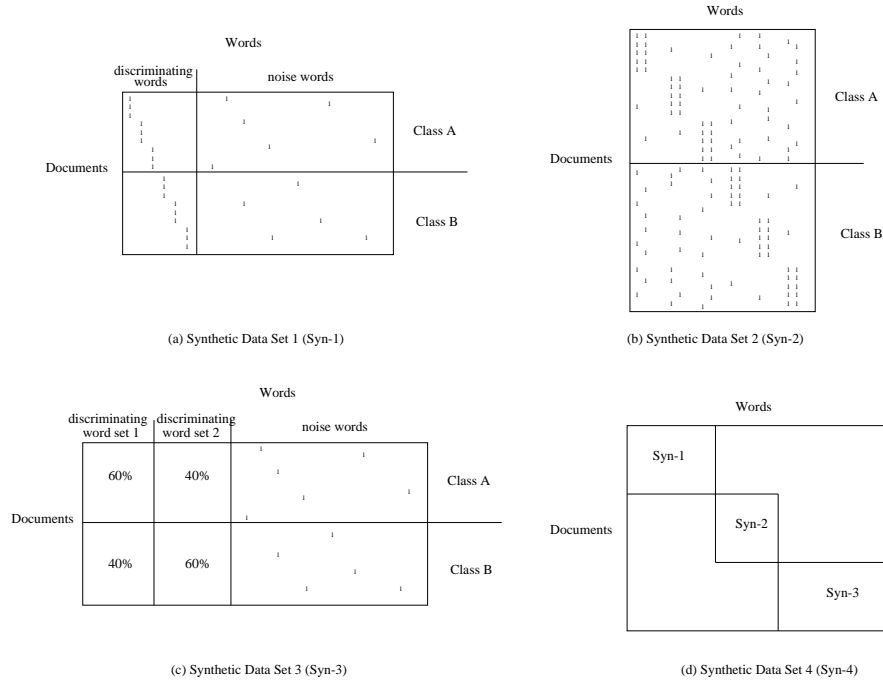 Words
discriminating
words
noise words
Documents
Class A
Class B
(a) Synthetic Data Set 1 (Syn-1)
Words
Documents
Class A
Class B
(b) Synthetic Data Set 2 (Syn-2)
Words
discriminating
word set 1
discriminating
word set 2
noise words
60%
40%
Class A
Documents
40%
60%
Class B
(c) Synthetic Data Set 3 (Syn-3)
Words
Syn-1
Documents
Syn-2
Syn-3
(d) Synthetic Data Set 4 (Syn-4)